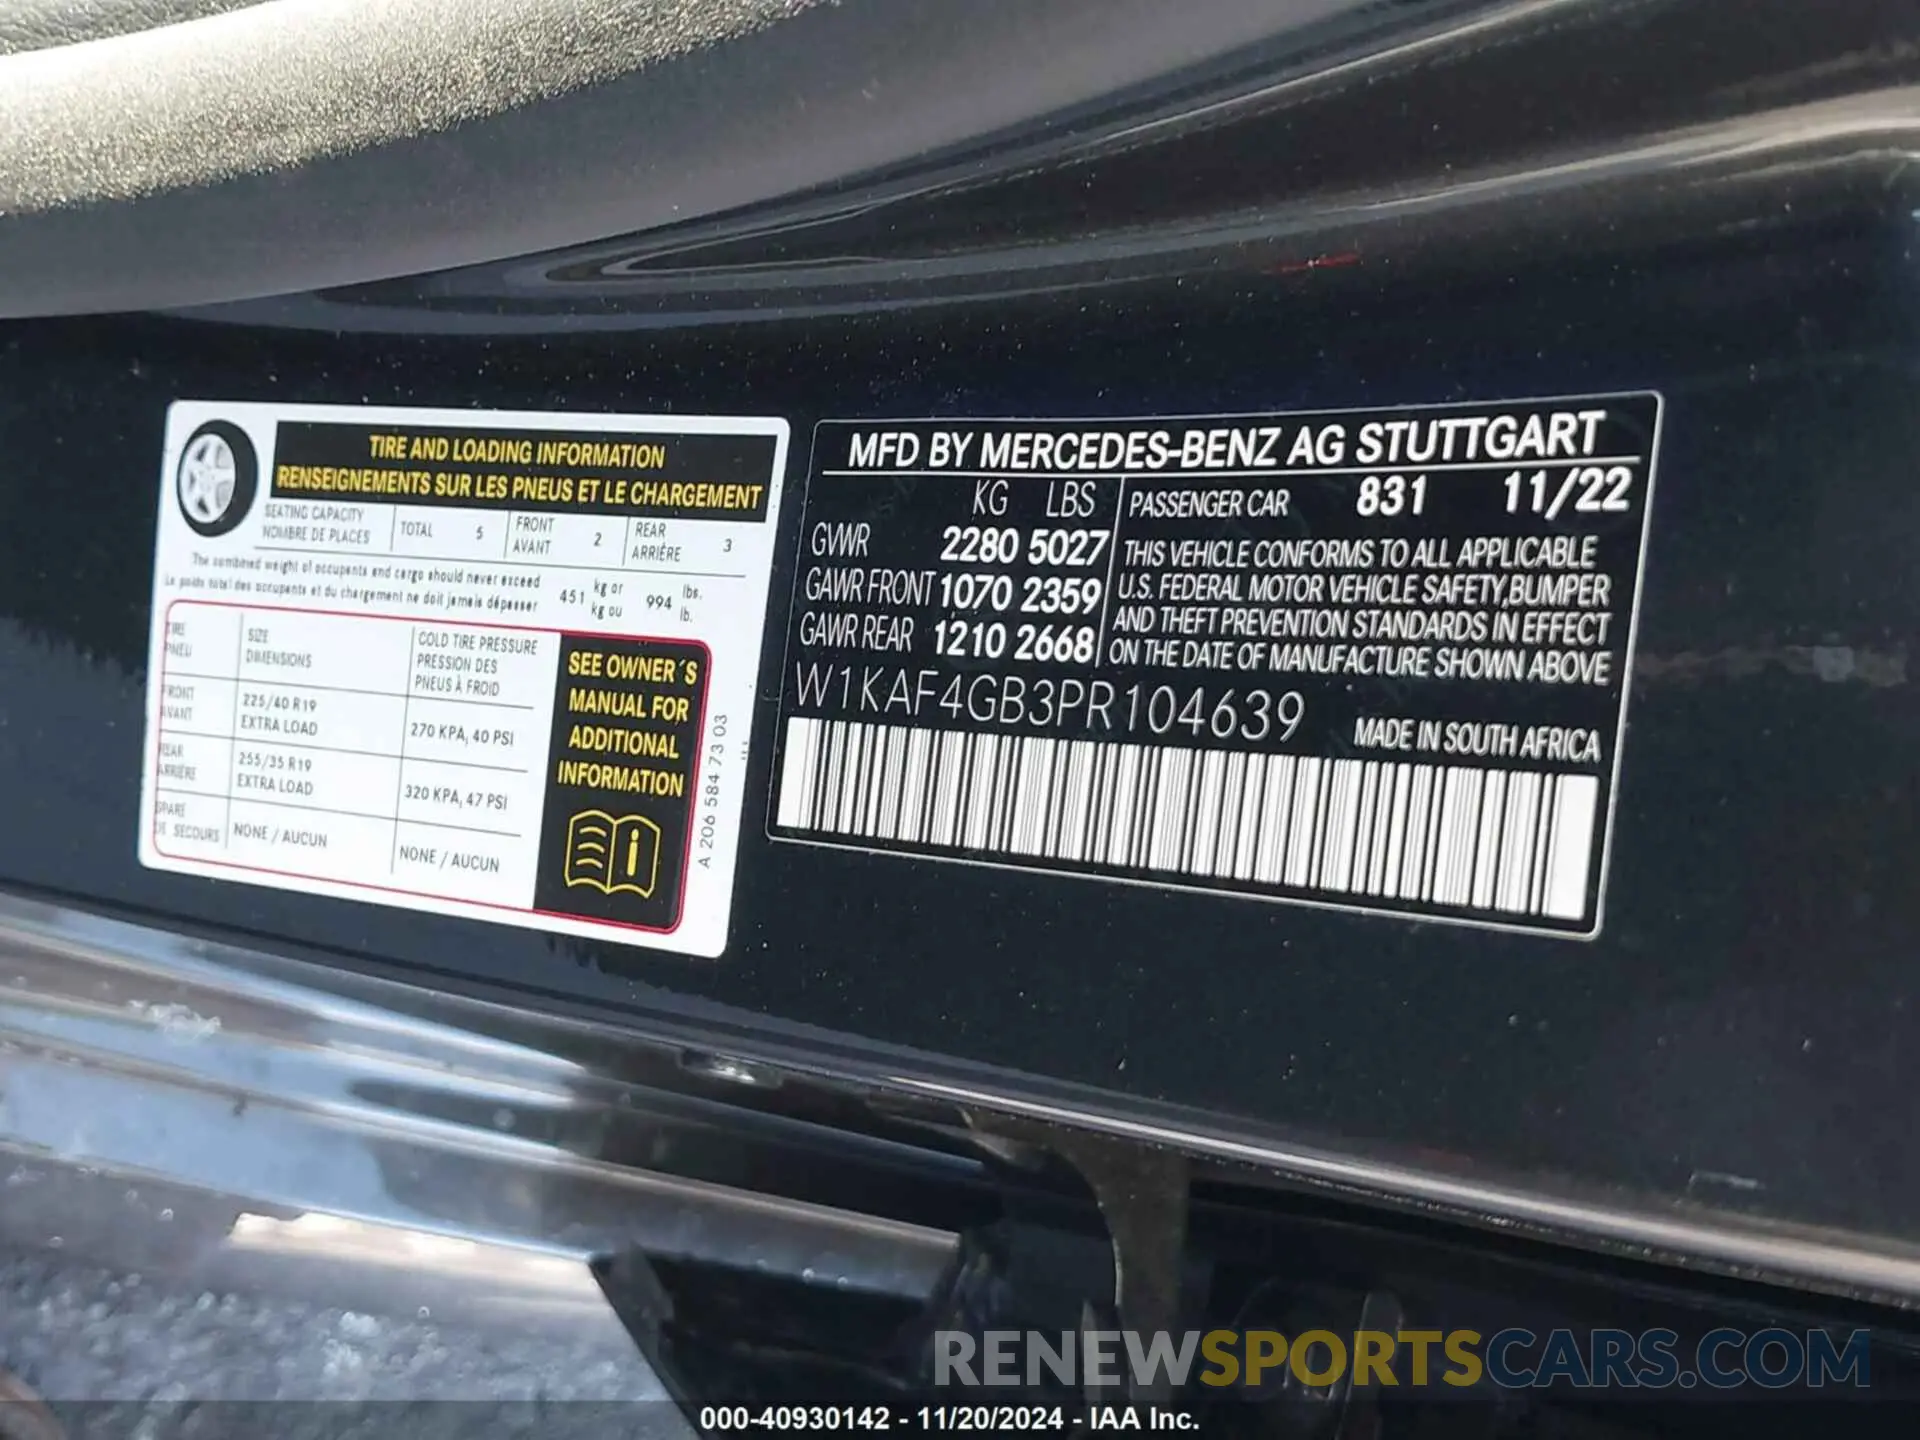 TIRE AND LOADING INFORMATION
RENSEIGNEMENTS SUR LES PNEUS ET LE CHARGEMENT
SEATING CAPACITY
NOMBRE DE PLACES
TOTAL 5
FRONT
AVANT
2
REAR
ARRIÈRE
3
The combined weight of occupants and cargo should never exceed
Le poids total des occupants et du chargement ne doit jamais dépasser
451 kg or
kg ou
994 lbs.
lb.
TIRE
PNEU
SIZE
DIMENSIONS
COLD TIRE PRESSURE
PRESSION DES
PNEUS À FROID
FRONT
AVANT
225/40 R19
EXTRA LOAD
270 KPA, 40 PSI
REAR
ARRIÈRE
255/35 R19
EXTRA LOAD
320 KPA, 47 PSI
SPARE
DE SECOURS
NONE / AUCUN
NONE / AUCUN
SEE OWNER´S
MANUAL FOR
ADDITIONAL
INFORMATION
i
A 206 584 73 03
MFD BY MERCEDES-BENZ AG STUTTGART
KG LBS
GVWR 2280 5027
GAWR FRONT 1070 2359
GAWR REAR 1210 2668
PASSENGER CAR 831 11/22
THIS VEHICLE CONFORMS TO ALL APPLICABLE
U.S. FEDERAL MOTOR VEHICLE SAFETY,BUMPER
AND THEFT PREVENTION STANDARDS IN EFFECT
ON THE DATE OF MANUFACTURE SHOWN ABOVE
W1KAF4GB3PR104639
MADE IN SOUTH AFRICA
RENEWSPORTSCARS.COM
000-40930142 - 11/20/2024 - IAA Inc.